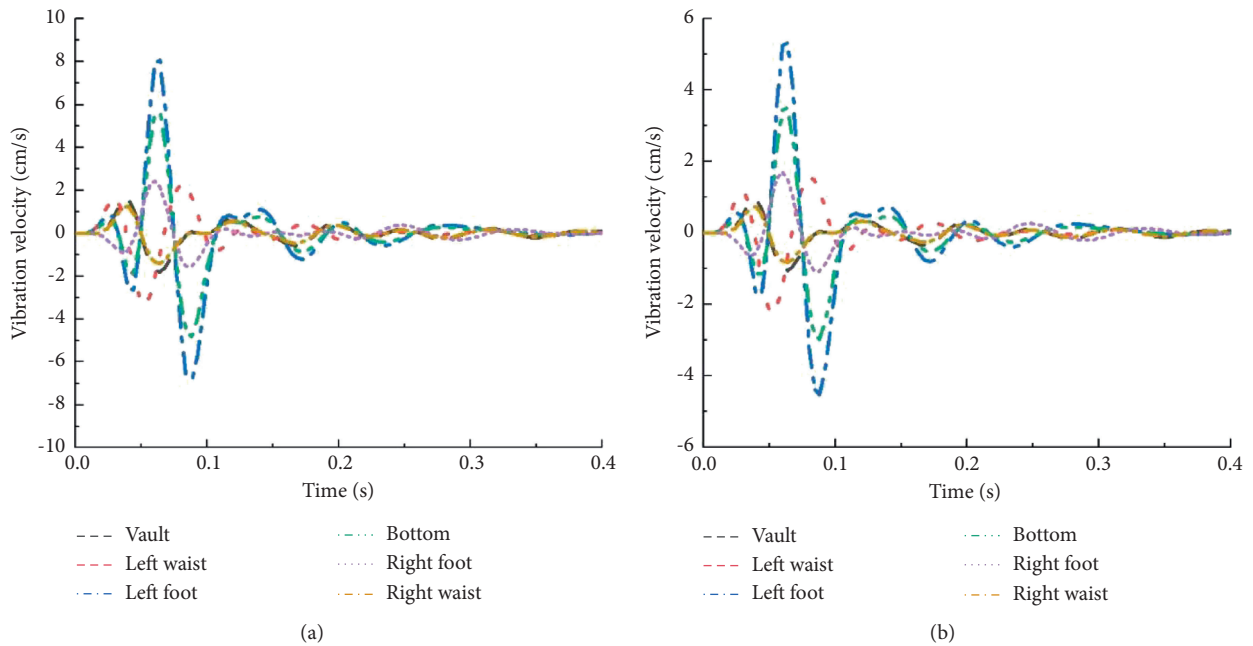 10
8
6
4
2
0
-2
-4
-6
-8
-10
Vibration velocity (cm/s)
0.0 0.1 0.2 0.3 0.4
Time (s)
Vault
Left waist
Left foot
Bottom
Right foot
Right waist
(a)
6
4
2
0
-2
-4
-6
Vibration velocity (cm/s)
0.0 0.1 0.2 0.3 0.4
Time (s)
Vault
Left waist
Left foot
Bottom
Right foot
Right waist
(b)